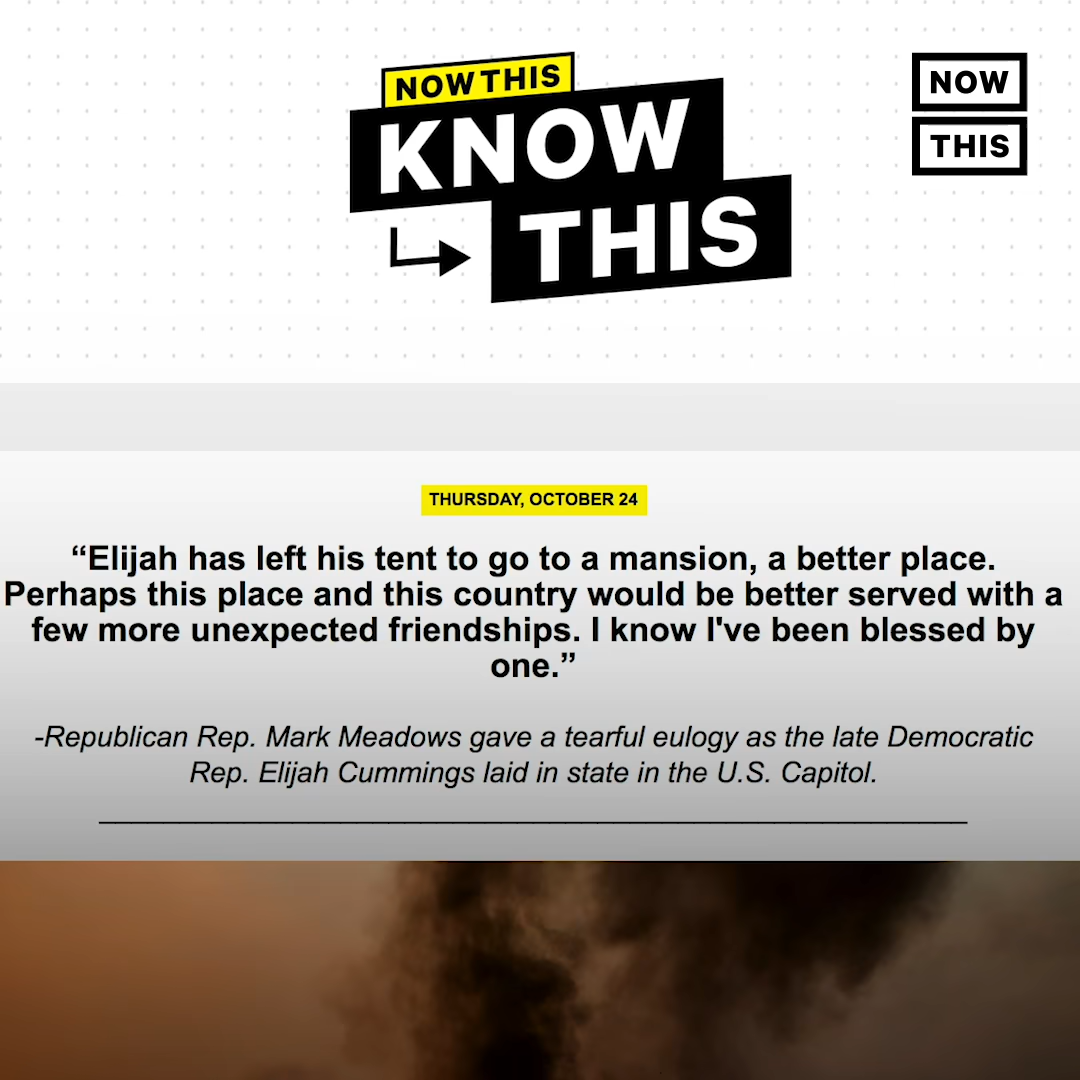 NOW THIS
KNOW
THIS
NOW
THIS
THURSDAY, OCTOBER 24
“Elijah has left his tent to go to a mansion, a better place.
Perhaps this place and this country would be better served with a
few more unexpected friendships. I know I've been blessed by
one.”
-Republican Rep. Mark Meadows gave a tearful eulogy as the late Democratic
Rep. Elijah Cummings laid in state in the U.S. Capitol.